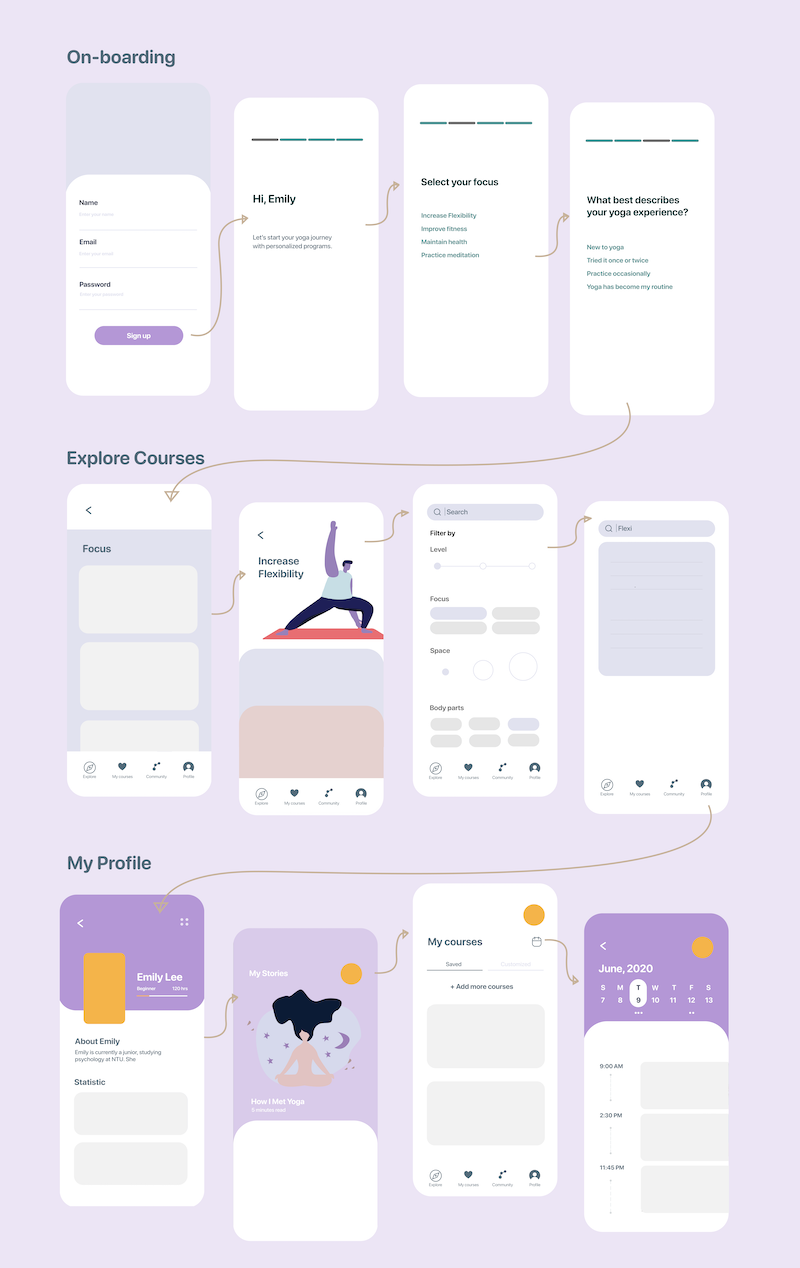 On-boarding
Name
Enter your name
Email
Enter your email
Password
Enter your password
Sign up
Hi, Emily
Let's start your yoga journey
with personalized programs.
Select your focus
Increase Flexibility
Improve fitness
Maintain health
Practice meditation
What best describes
your yoga experience?
New to yoga
Tried it once or twice
Practice occasionally
Yoga has become my routine
Explore Courses
Focus
Explore
My courses
Community
Profile
Increase
Flexibility
Explore
My courses
Community
Profile
Search
Filter by
Level
Focus
Space
Body parts
Explore
My courses
Community
Profile
Flexi
Explore
My courses
Community
Profile
My Profile
Emily Lee
Beginner 120 hrs
About Emily
Emily is currently a junior, studying
psychology at NTU. She
Statistic
My Stories
How I Met Yoga
5 minutes read
My courses
Saved Customized
+ Add more courses
Explore
My courses
Community
Profile
June, 2020
S M T W T F S
7 8 9 10 11 12 13
9:00 AM
2:30 PM
11:45 PM